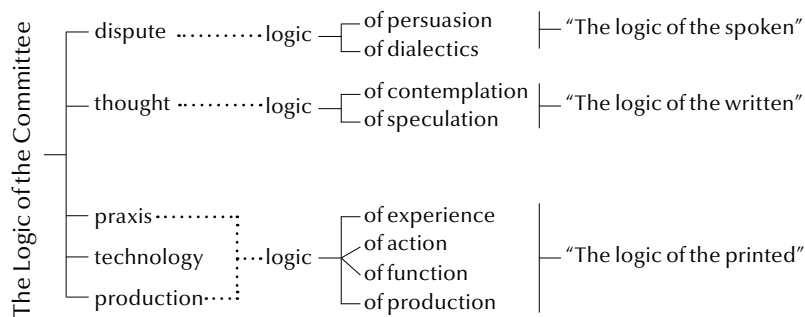 The Logic of the Committee
dispute logic of persuasion
of dialectics
"The logic of the spoken"
thought logic of contemplation
of speculation
"The logic of the written"
praxis
technology
production
logic
of experience
of action
of function
of production
"The logic of the printed"